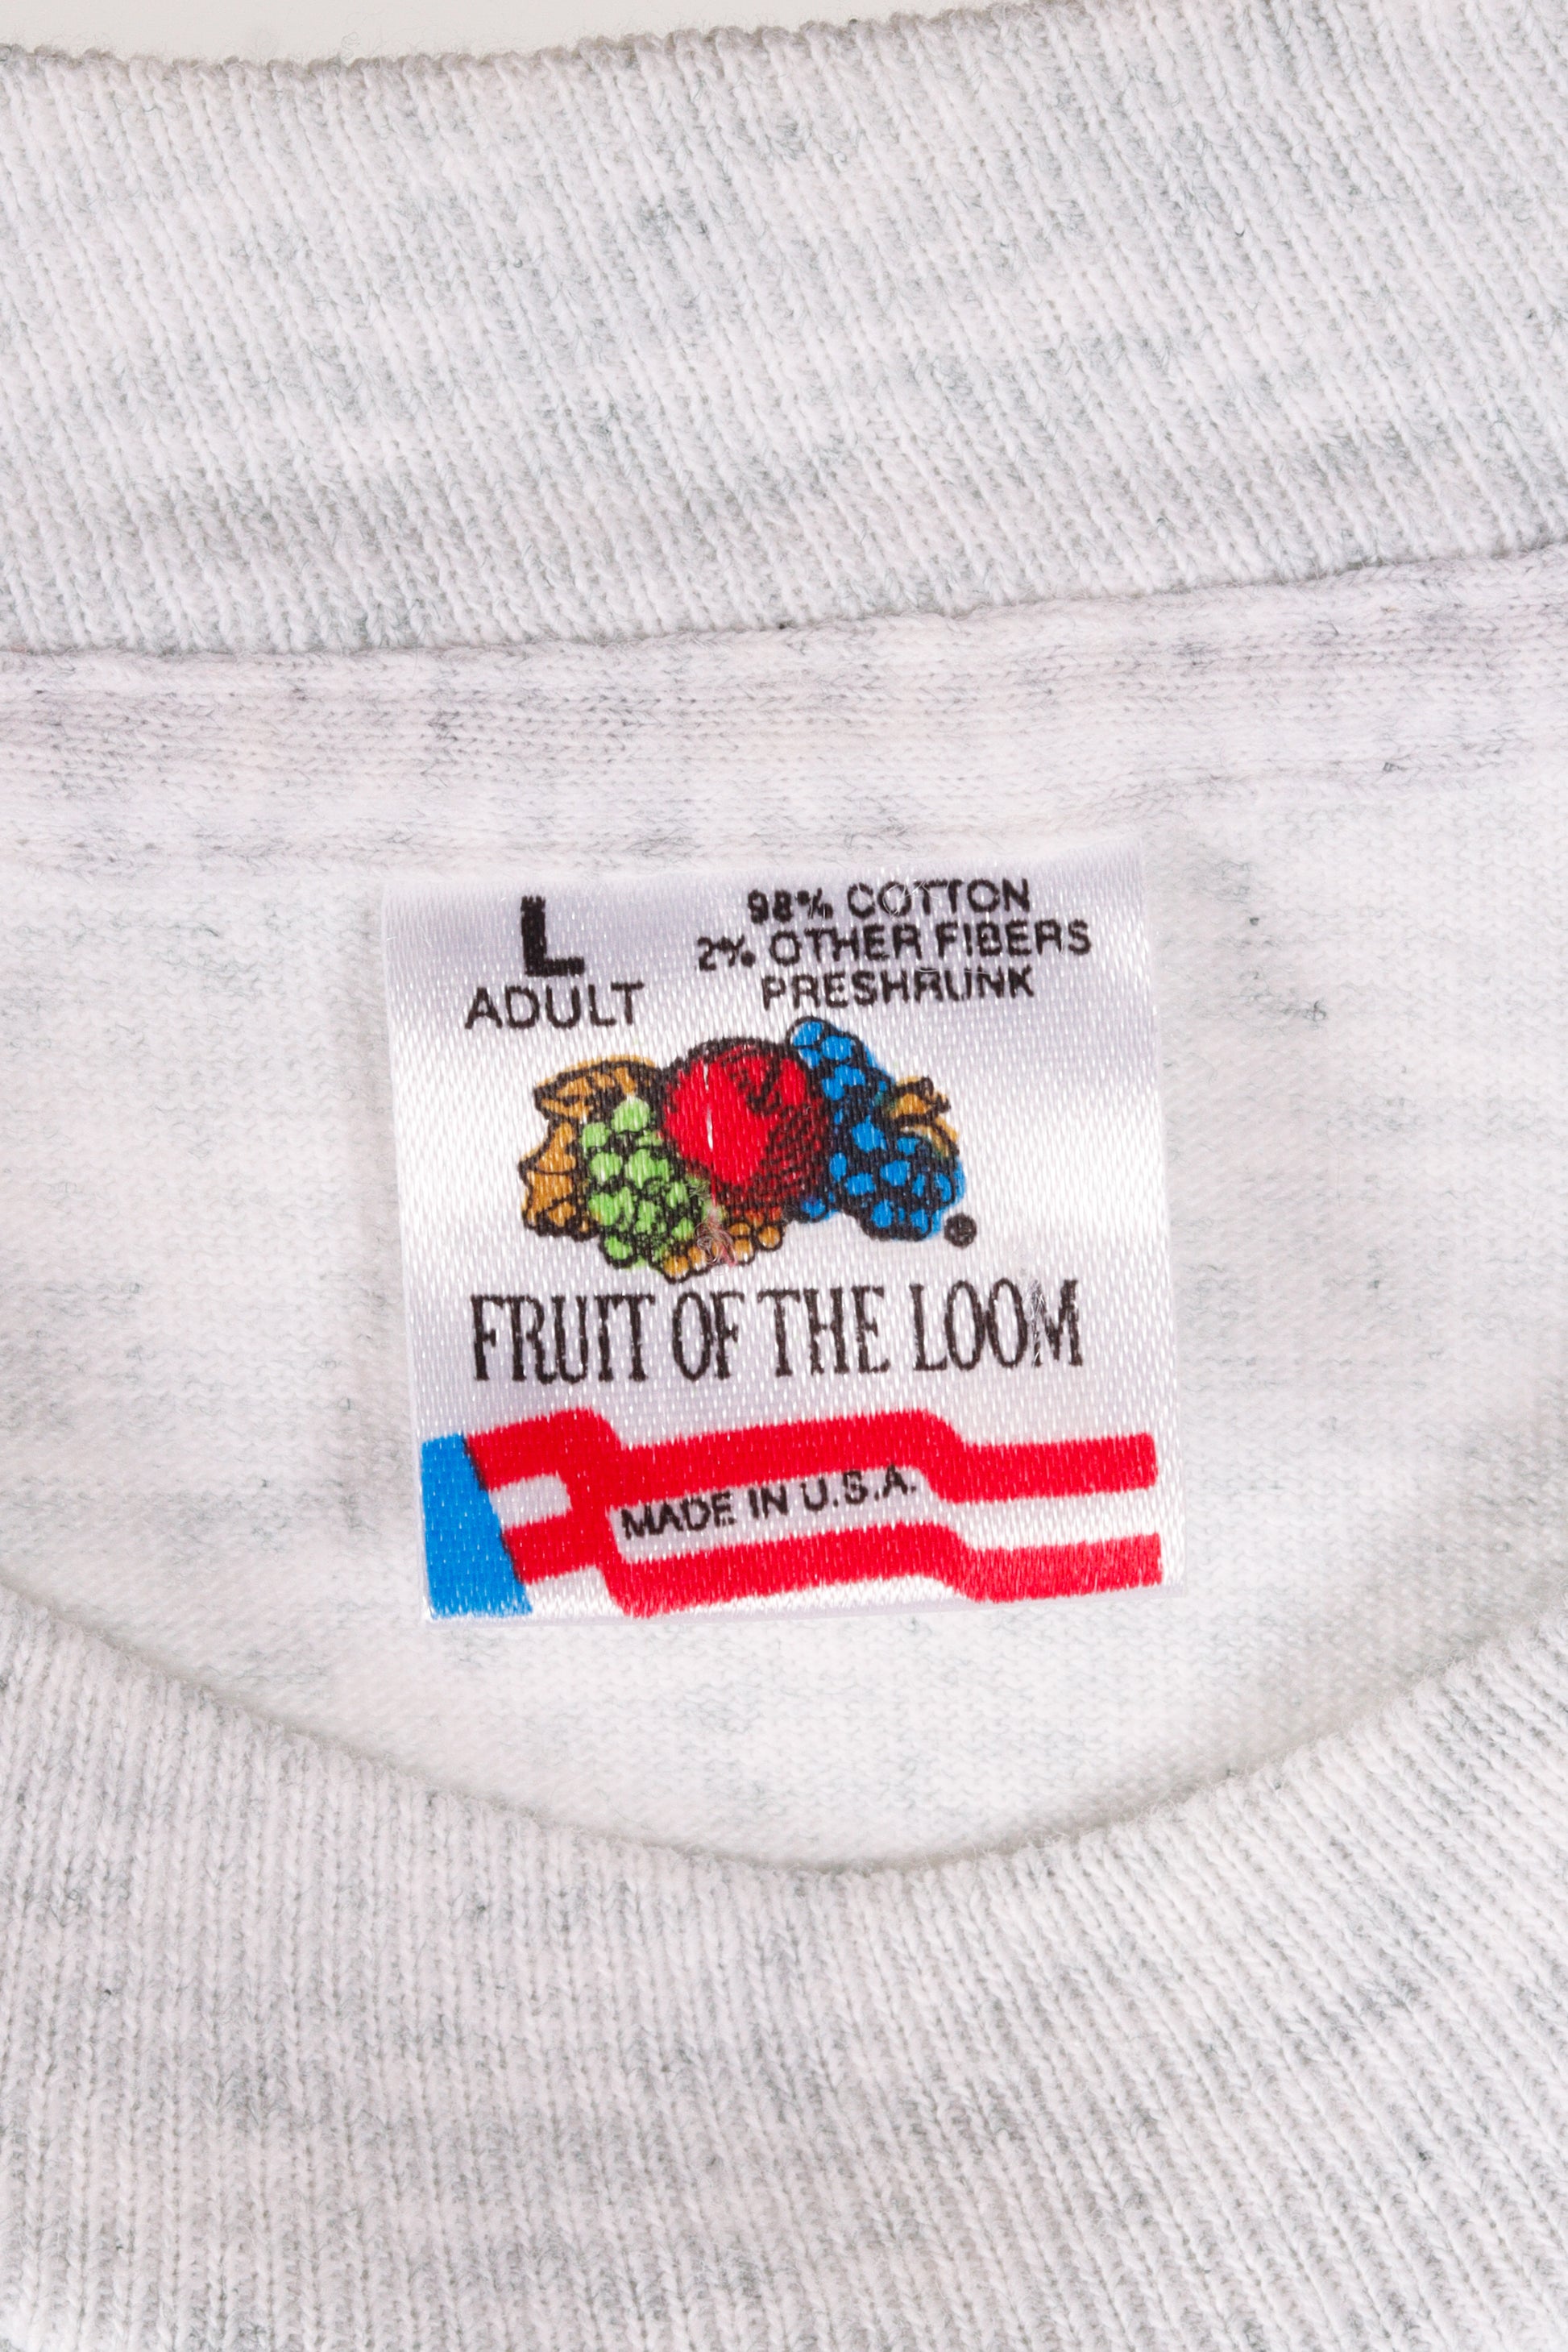 L
ADULT
98% COTTON
2% OTHER FIBERS
PRESHRUNK
®
FRUIT OF THE LOOM
MADE IN U.S.A.